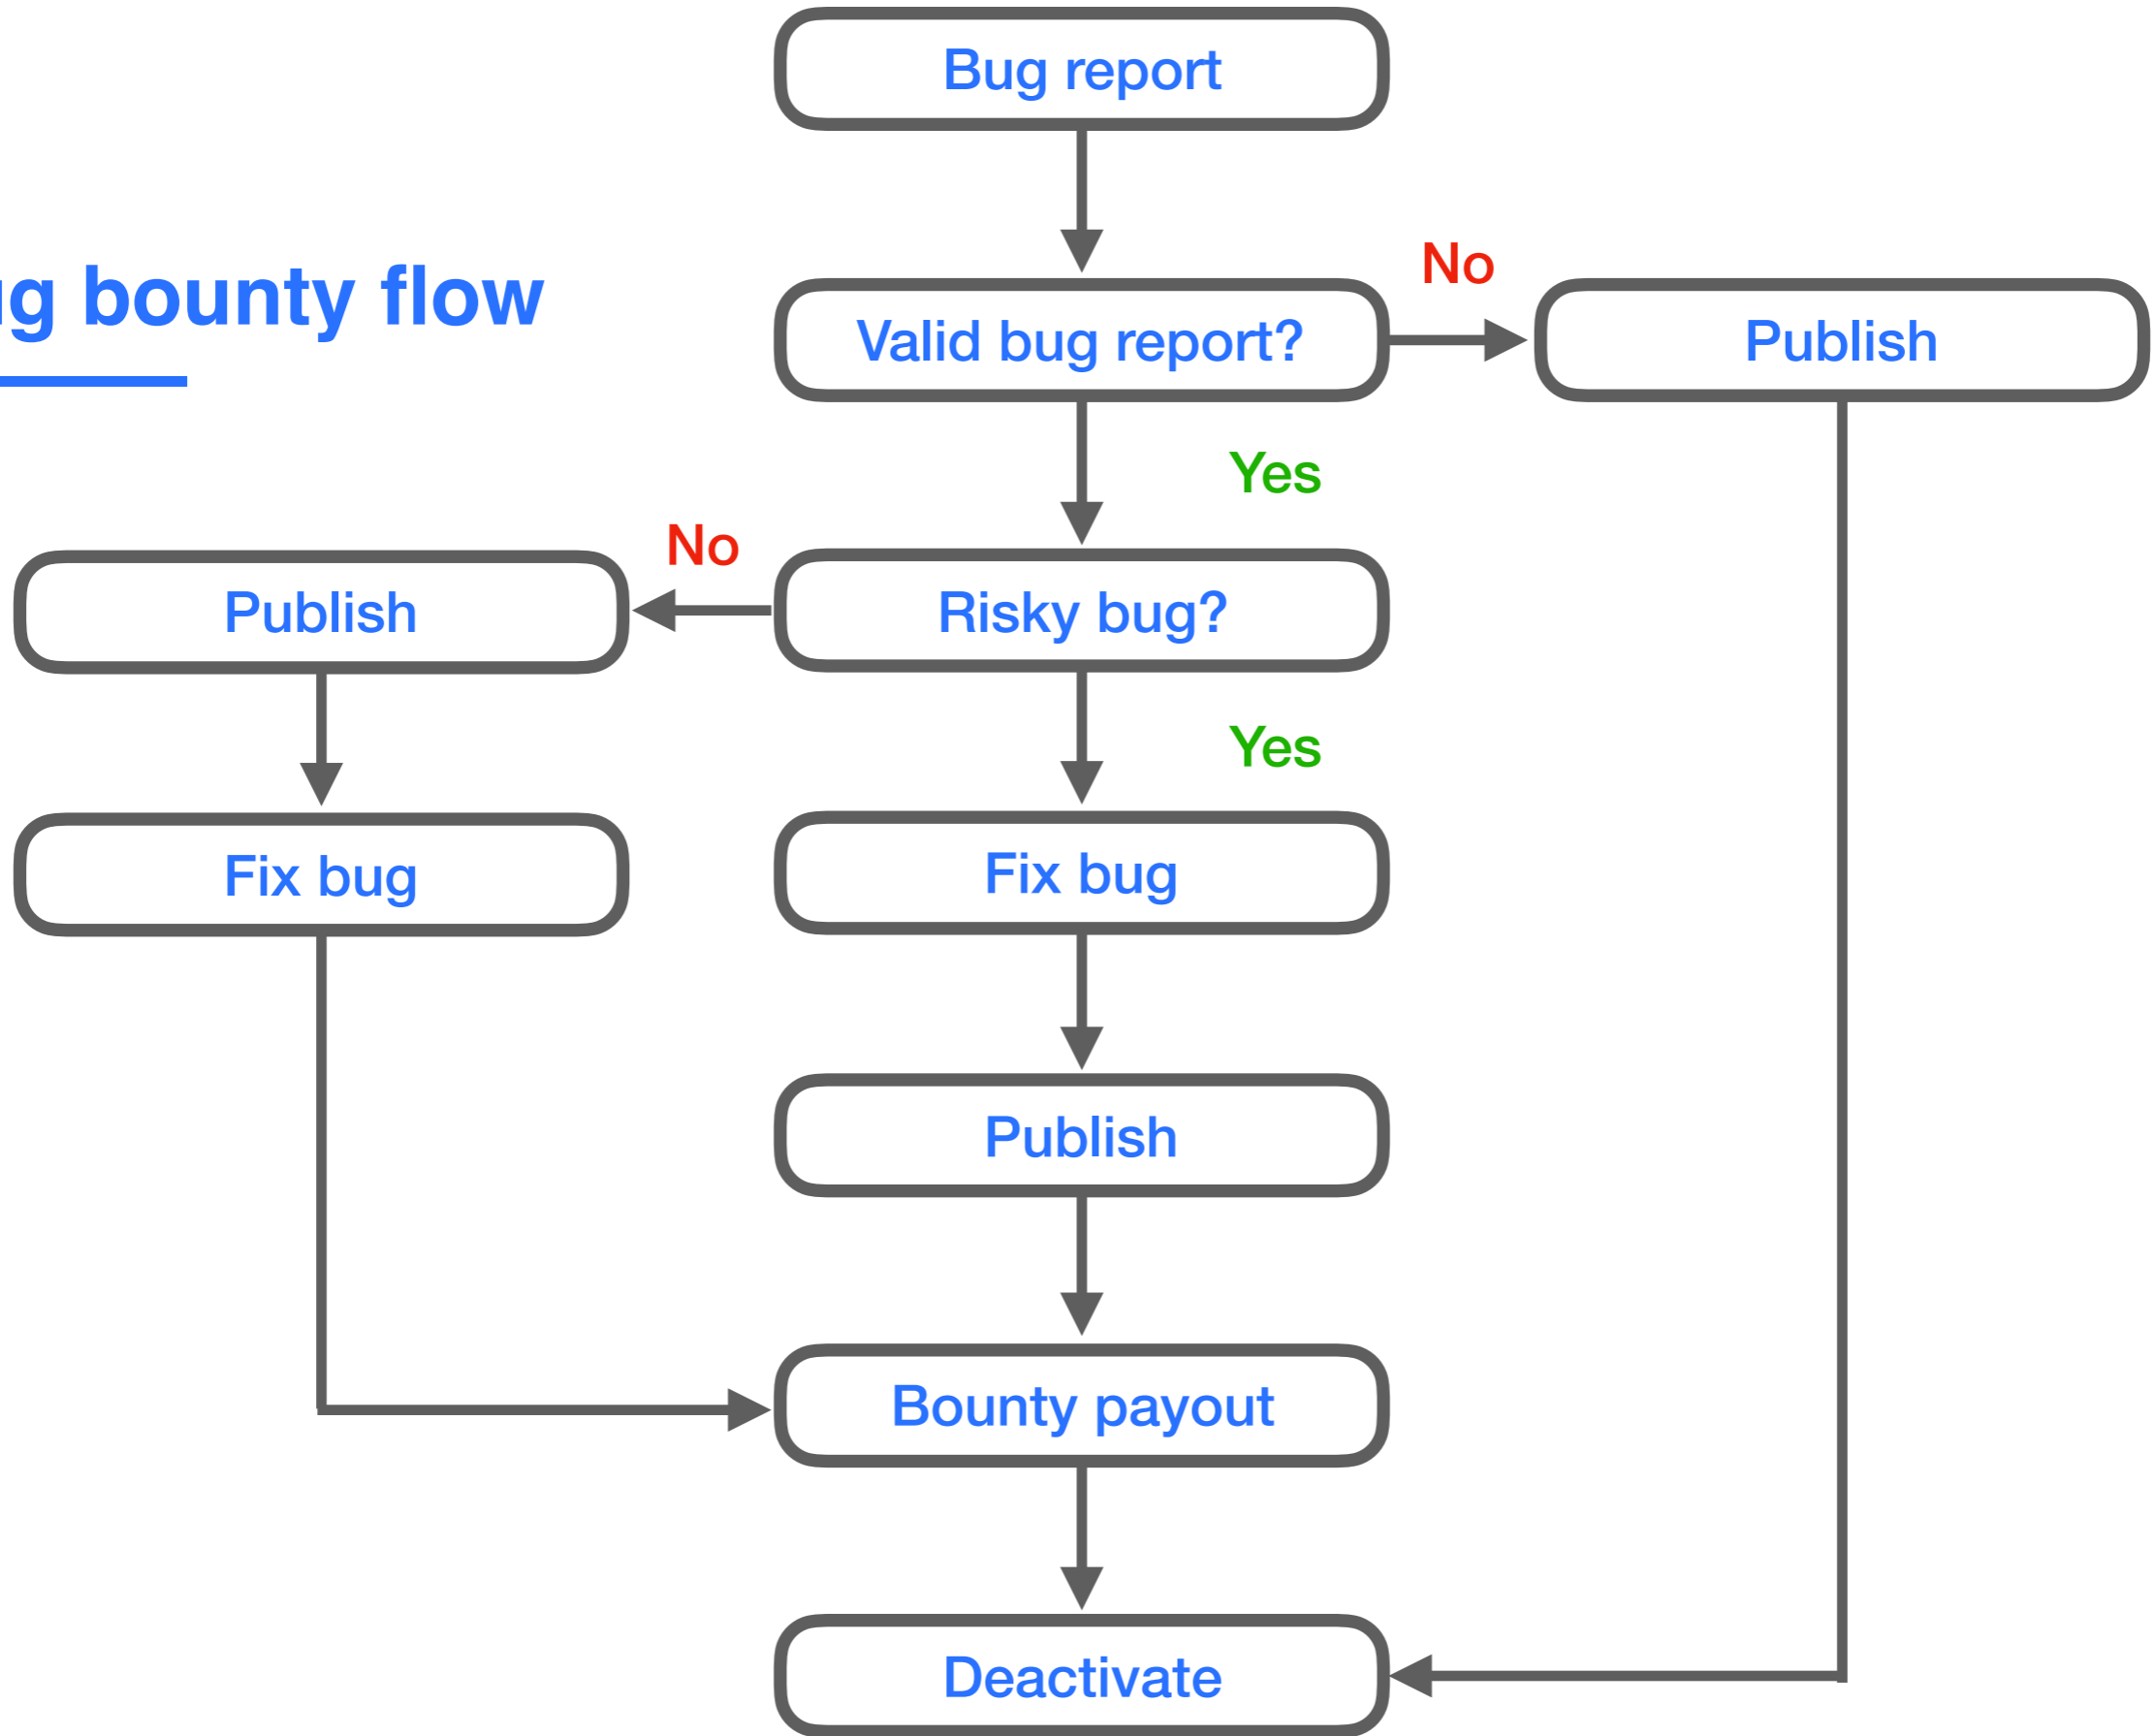 Bug report
No
g bounty flow
Valid bug report?
Publish
Yes
No
Publish
Risky bug?
Yes
Fix bug
Fix bug
Publish
Bounty payout
Deactivate